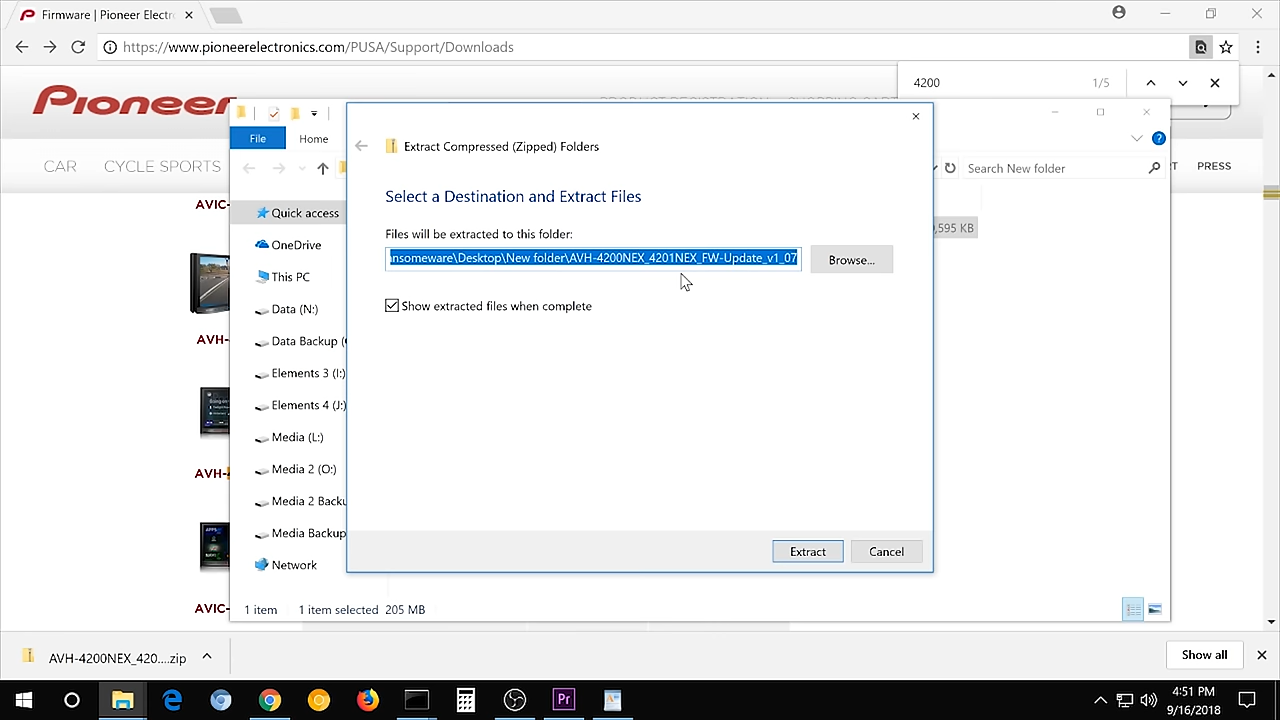 Firmware | Pioneer Electr
https://www.pioneerelectronics.com/PUSA/Support/Downloads
4200
1/5
Pioneer
CAR
CYCLE SPORTS
PRESS
File
Home
Search New folder
Extract Compressed (Zipped) Folders
Select a Destination and Extract Files
Files will be extracted to this folder:
nsomeware\Desktop\New folder\AVH-4200NEX_4201NEX_FW-Update_v1_07
Browse...
Show extracted files when complete
Extract
Cancel
AVIC-
AVH-
AVH-
AVIC-
Quick access
OneDrive
This PC
Data (N:)
Data Backup (
Elements 3 (I:)
Elements 4 (J:)
Media (L:)
Media 2 (O:)
Media 2 Backu
Media Backup
Network
,595 KB
1 item
1 item selected
205 MB
AVH-4200NEX_420....zip
Show all
Pr
4:51 PM
9/16/2018